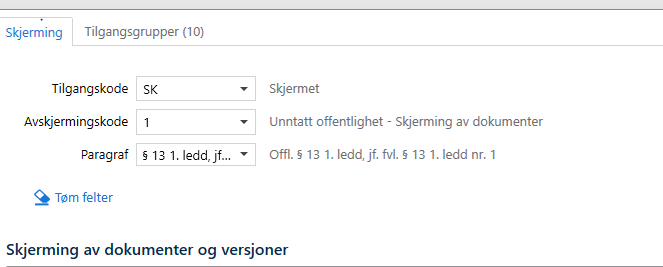 Skjerming Tilgangsgrupper (10)
Tilgangskode SK Skjermet
Avskjermingskode 1 Unntatt offentlighet - Skjerming av dokumenter
Paragraf § 13 1. ledd, jf... Offl. § 13 1. ledd, jf. fvl. § 13 1. ledd nr. 1
Tøm felter
Skjerming av dokumenter og versjoner